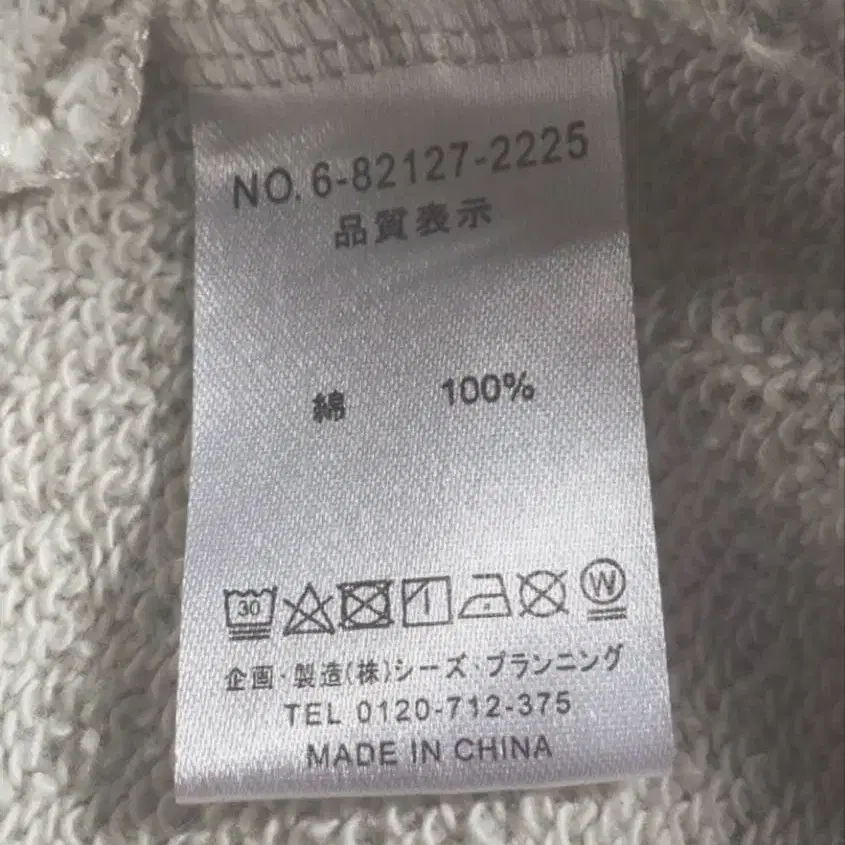 NO. 6-82127-2225
品質表示
綿 100%
30 W
企画・製造(株)シーズ・プランニング
TEL 0120-712-375
MADE IN CHINA